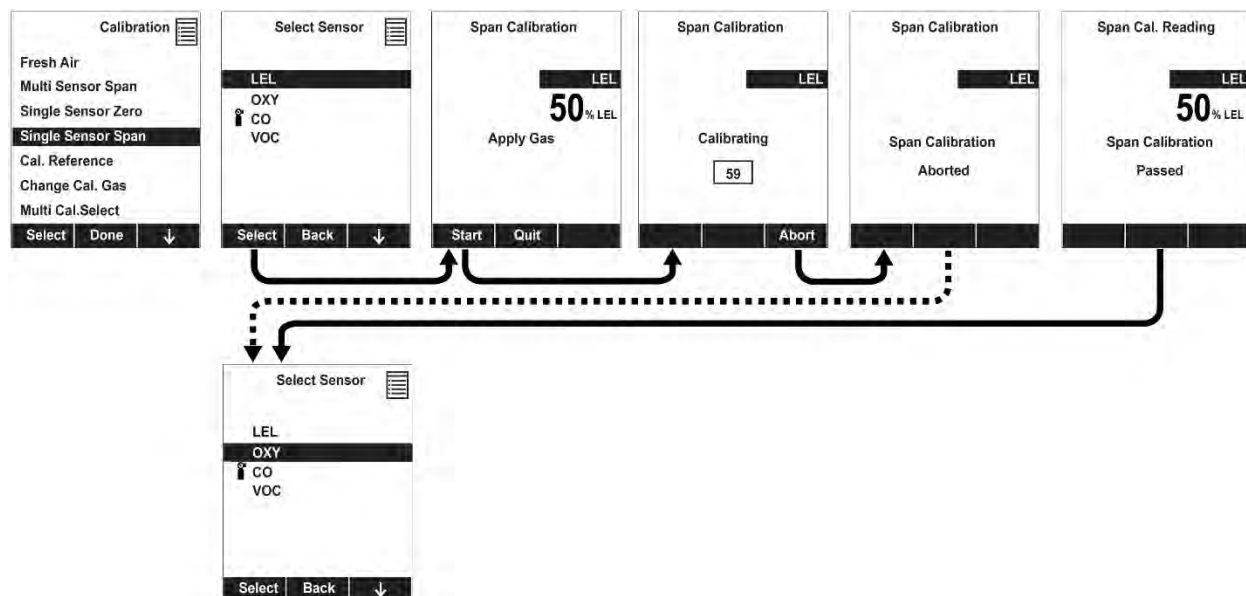 Calibration
Fresh Air
Multi Sensor Span
Single Sensor Zero
Single Sensor Span
Cal. Reference
Change Cal. Gas
Multi Cal.Select
Select Done ↓
Select Sensor
LEL
OXY
CO
VOC
Select Back ↓
Span Calibration
LEL
50 % LEL
Apply Gas
Start Quit
Span Calibration
LEL
Calibrating
59
Abort
Span Calibration
LEL
Span Calibration
Aborted
Span Cal. Reading
LEL
50 % LEL
Span Calibration
Passed
Select Sensor
LEL
OXY
CO
VOC
Select Back ↓